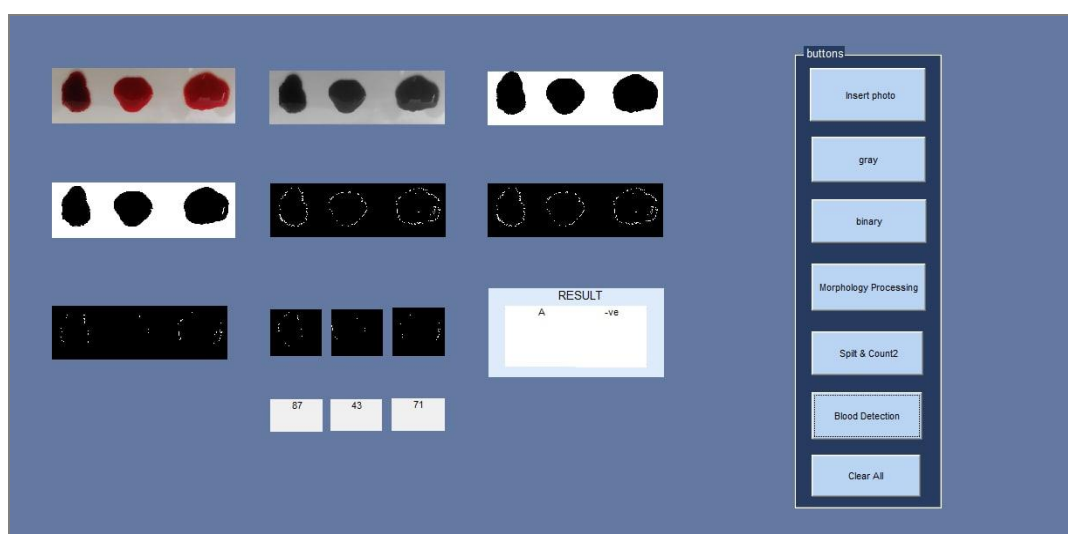 RESULT
A -ve
87 43 71
buttons
Insert photo
gray
binary
Morphology Processing
Spilt & Count2
Blood Detection
Clear All